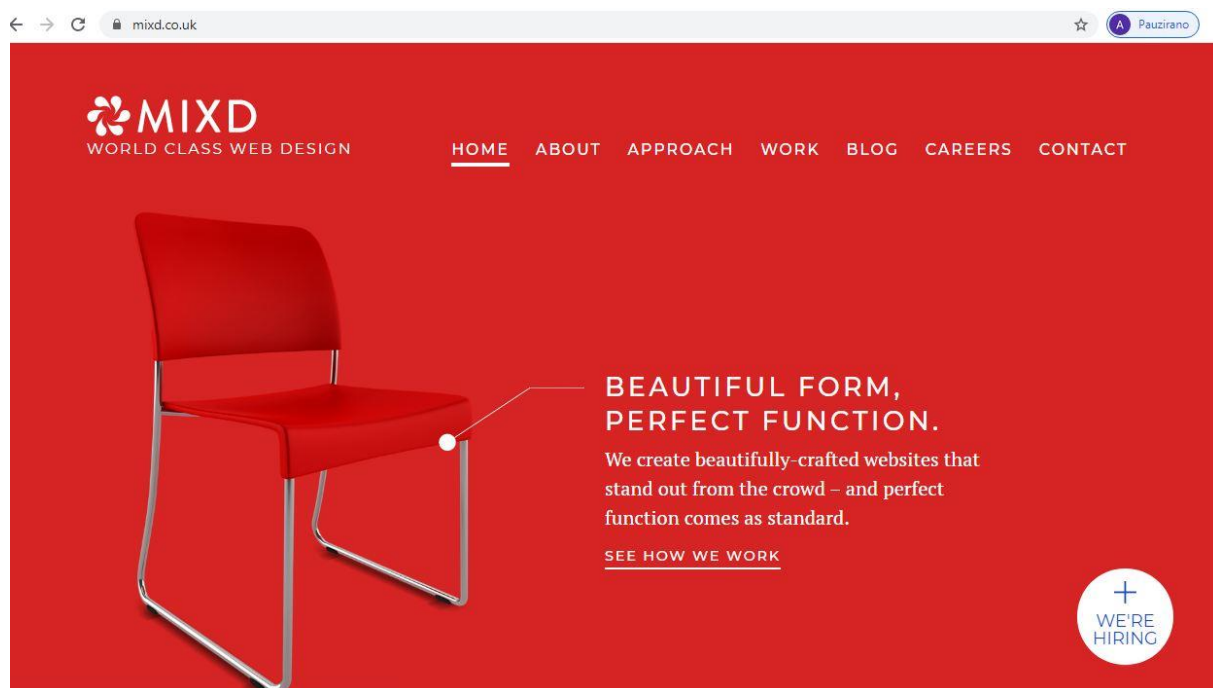 mixd.co.uk
A Pauzirano
MIXD
WORLD CLASS WEB DESIGN
HOME ABOUT APPROACH WORK BLOG CAREERS CONTACT
BEAUTIFUL FORM,
PERFECT FUNCTION.
We create beautifully-crafted websites that
stand out from the crowd – and perfect
function comes as standard.
SEE HOW WE WORK
+
WE'RE
HIRING